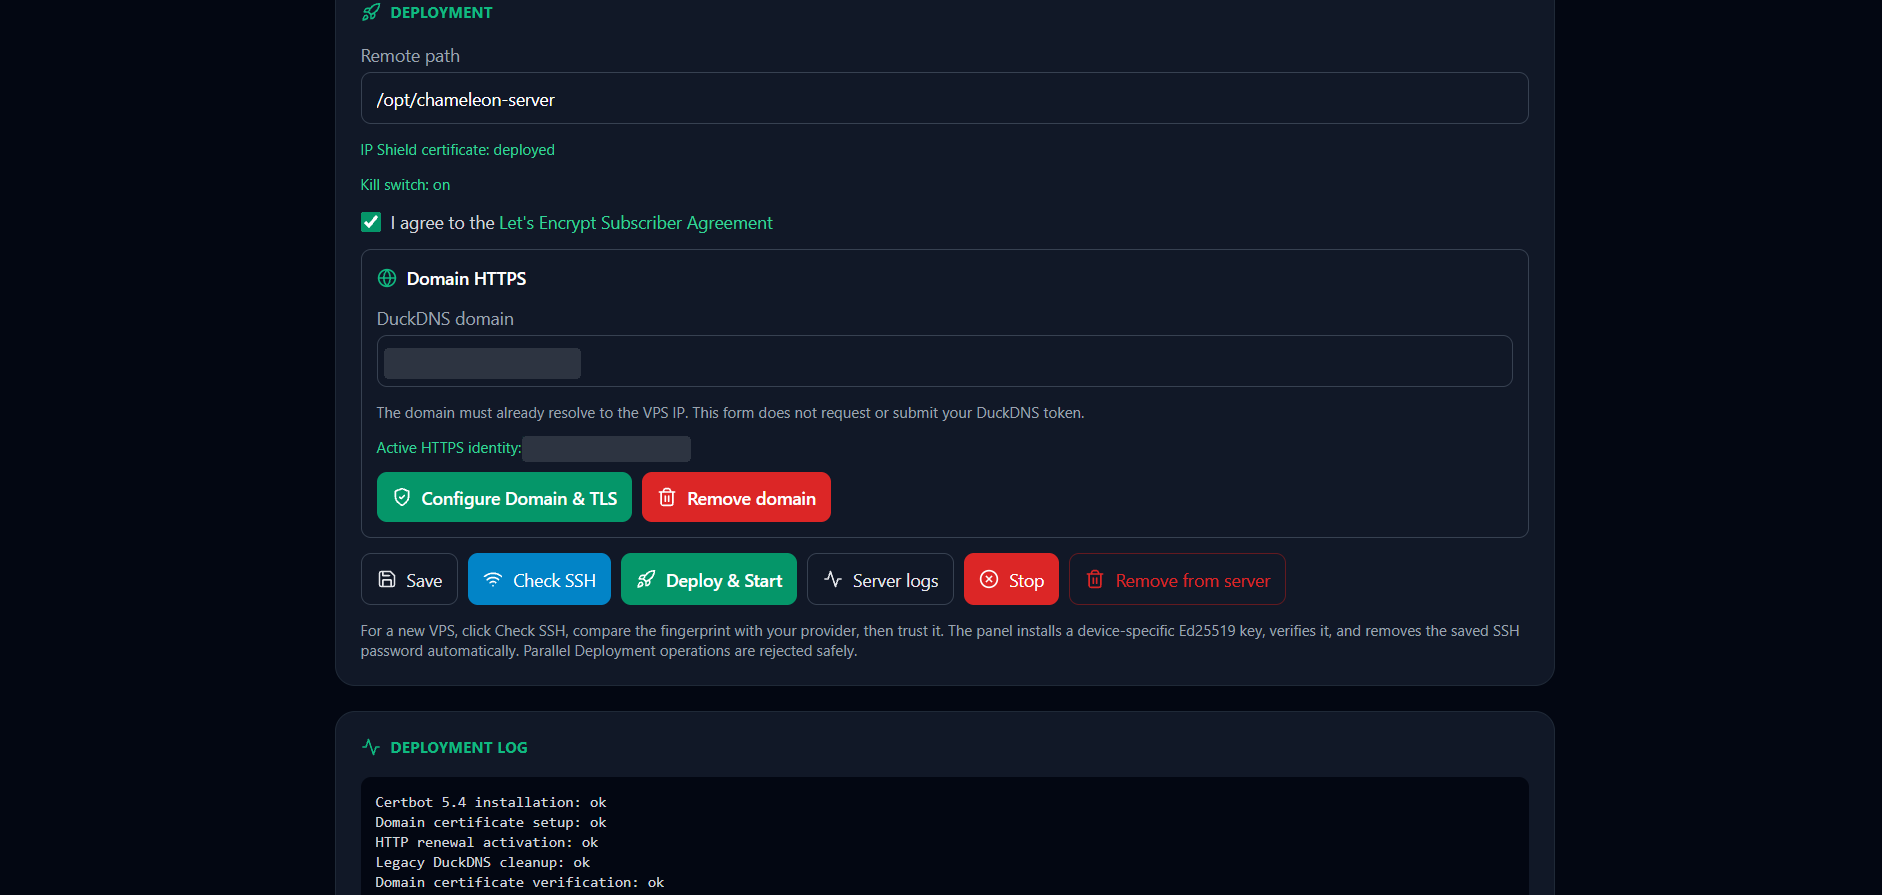 DEPLOYMENT
Remote path
/opt/chameleon-server
IP Shield certificate: deployed
Kill switch: on
I agree to the Let's Encrypt Subscriber Agreement
Domain HTTPS
DuckDNS domain
The domain must already resolve to the VPS IP. This form does not request or submit your DuckDNS token.
Active HTTPS identity:
Configure Domain & TLS Remove domain
Save Check SSH Deploy & Start Server logs Stop Remove from server
For a new VPS, click Check SSH, compare the fingerprint with your provider, then trust it. The panel installs a device-specific Ed25519 key, verifies it, and removes the saved SSH
password automatically. Parallel Deployment operations are rejected safely.
DEPLOYMENT LOG
Certbot 5.4 installation: ok
Domain certificate setup: ok
HTTP renewal activation: ok
Legacy DuckDNS cleanup: ok
Domain certificate verification: ok